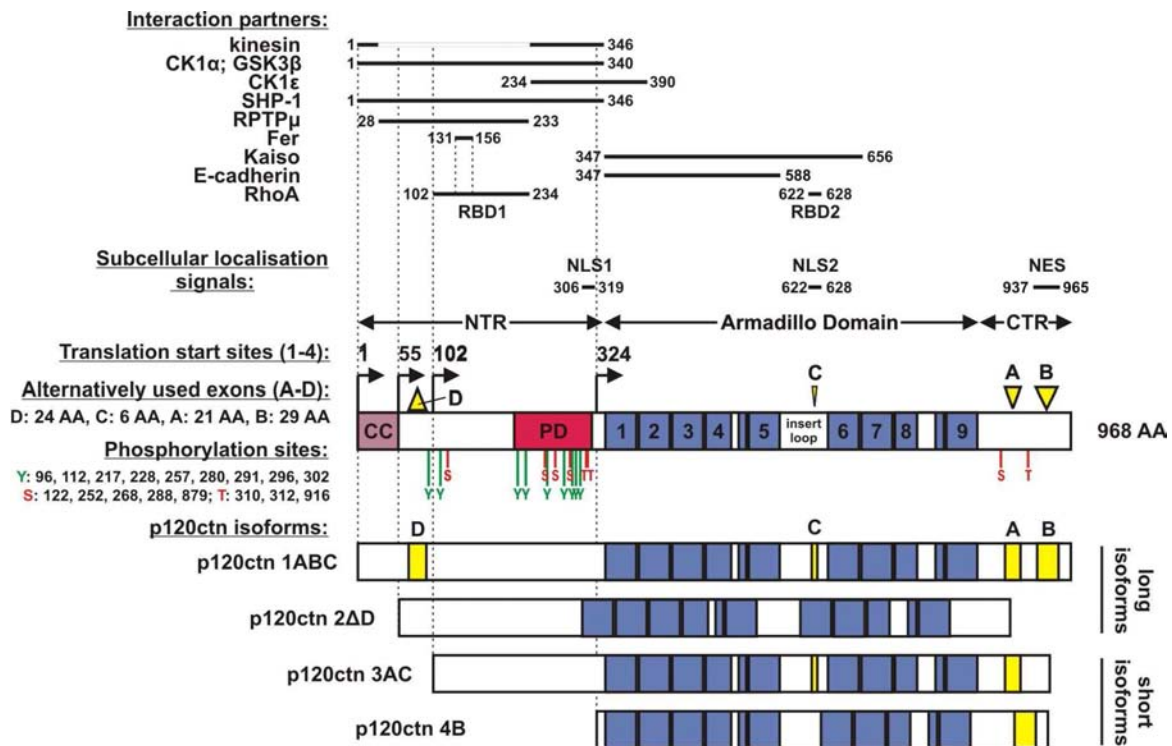 Interaction partners:
kinesin 1 346
CK1α; GSK3β 1 340
CK1ε 234 390
SHP-1 1 346
RPTPμ 28 233
Fer 131 156
Kaiso 347 656
E-cadherin 347 588
RhoA 102 234 622 628
RBD1 RBD2
Subcellular localisation
signals:
NLS1 NLS2 NES
306 319 622 628 937 965
NTR Armadillo Domain CTR
Translation start sites (1-4): 1 55 102 324
Alternatively used exons (A-D): D C A B
D: 24 AA, C: 6 AA, A: 21 AA, B: 29 AA
CC PD 1 2 3 4 5 insert loop 6 7 8 9 968 AA
Phosphorylation sites:
Y: 96, 112, 217, 228, 257, 280, 291, 296, 302
S: 122, 252, 268, 288, 879; T: 310, 312, 916
S S S S T T S T
Y Y Y Y Y Y Y Y Y
p120ctn isoforms: D C A B
p120ctn 1ABC
p120ctn 2ΔD
long isoforms
p120ctn 3AC
p120ctn 4B
short isoforms